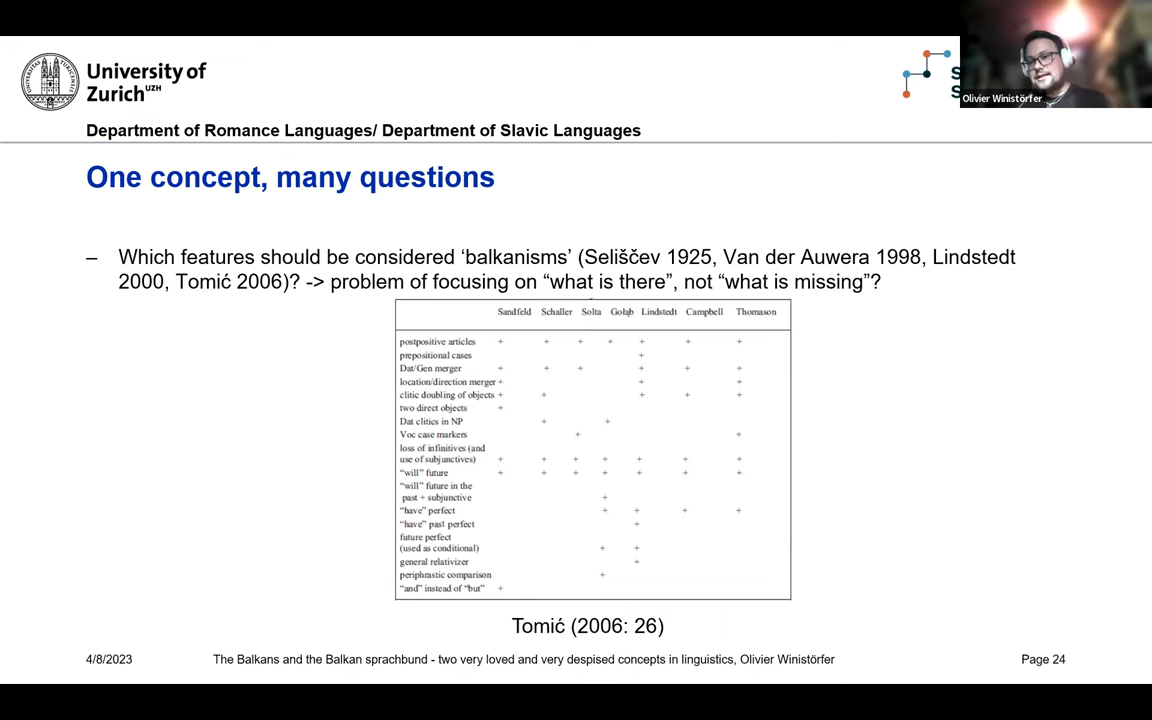 University of
Zurich UZH
S
S
Olivier Winistörfer
Department of Romance Languages/ Department of Slavic Languages
One concept, many questions
– Which features should be considered ‘balkanisms’ (Seliščev 1925, Van der Auwera 1998, Lindstedt
2000, Tomić 2006)? -> problem of focusing on “what is there”, not “what is missing”?
Sandfeld Schaller Solta Gołąb Lindstedt Campbell Thomason
postpositive articles + + + + + + +
prepositional cases +
Dat/Gen merger + + + + + +
location/direction merger + + +
clitic doubling of objects + + + + +
two direct objects +
Dat clitics in NP + +
Voc case markers + +
loss of infinitives (and
use of subjunctives) + + + + + + +
“will” future + + + + + + +
“will” future in the
past + subjunctive +
“have” perfect + + + +
“have” past perfect +
future perfect
(used as conditional) + +
general relativizer +
periphrastic comparison +
“and” instead of “but” +
Tomić (2006: 26)
4/8/2023 The Balkans and the Balkan sprachbund - two very loved and very despised concepts in linguistics, Olivier Winistörfer Page 24